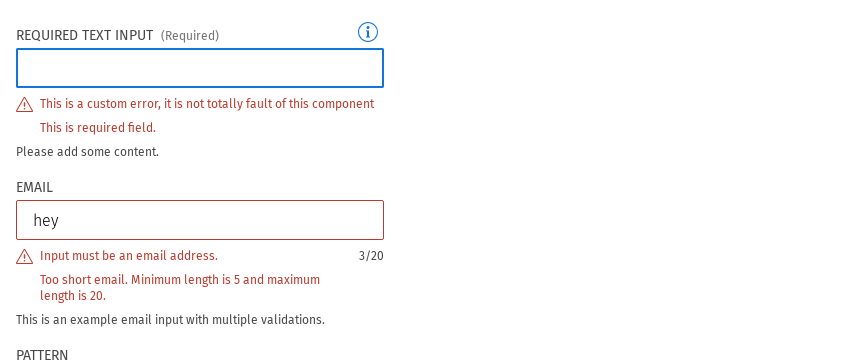 REQUIRED TEXT INPUT (Required)
This is a custom error, it is not totally fault of this component
This is required field.
Please add some content.
EMAIL
hey
Input must be an email address. 3/20
Too short email. Minimum length is 5 and maximum
length is 20.
This is an example email input with multiple validations.
PATTERN